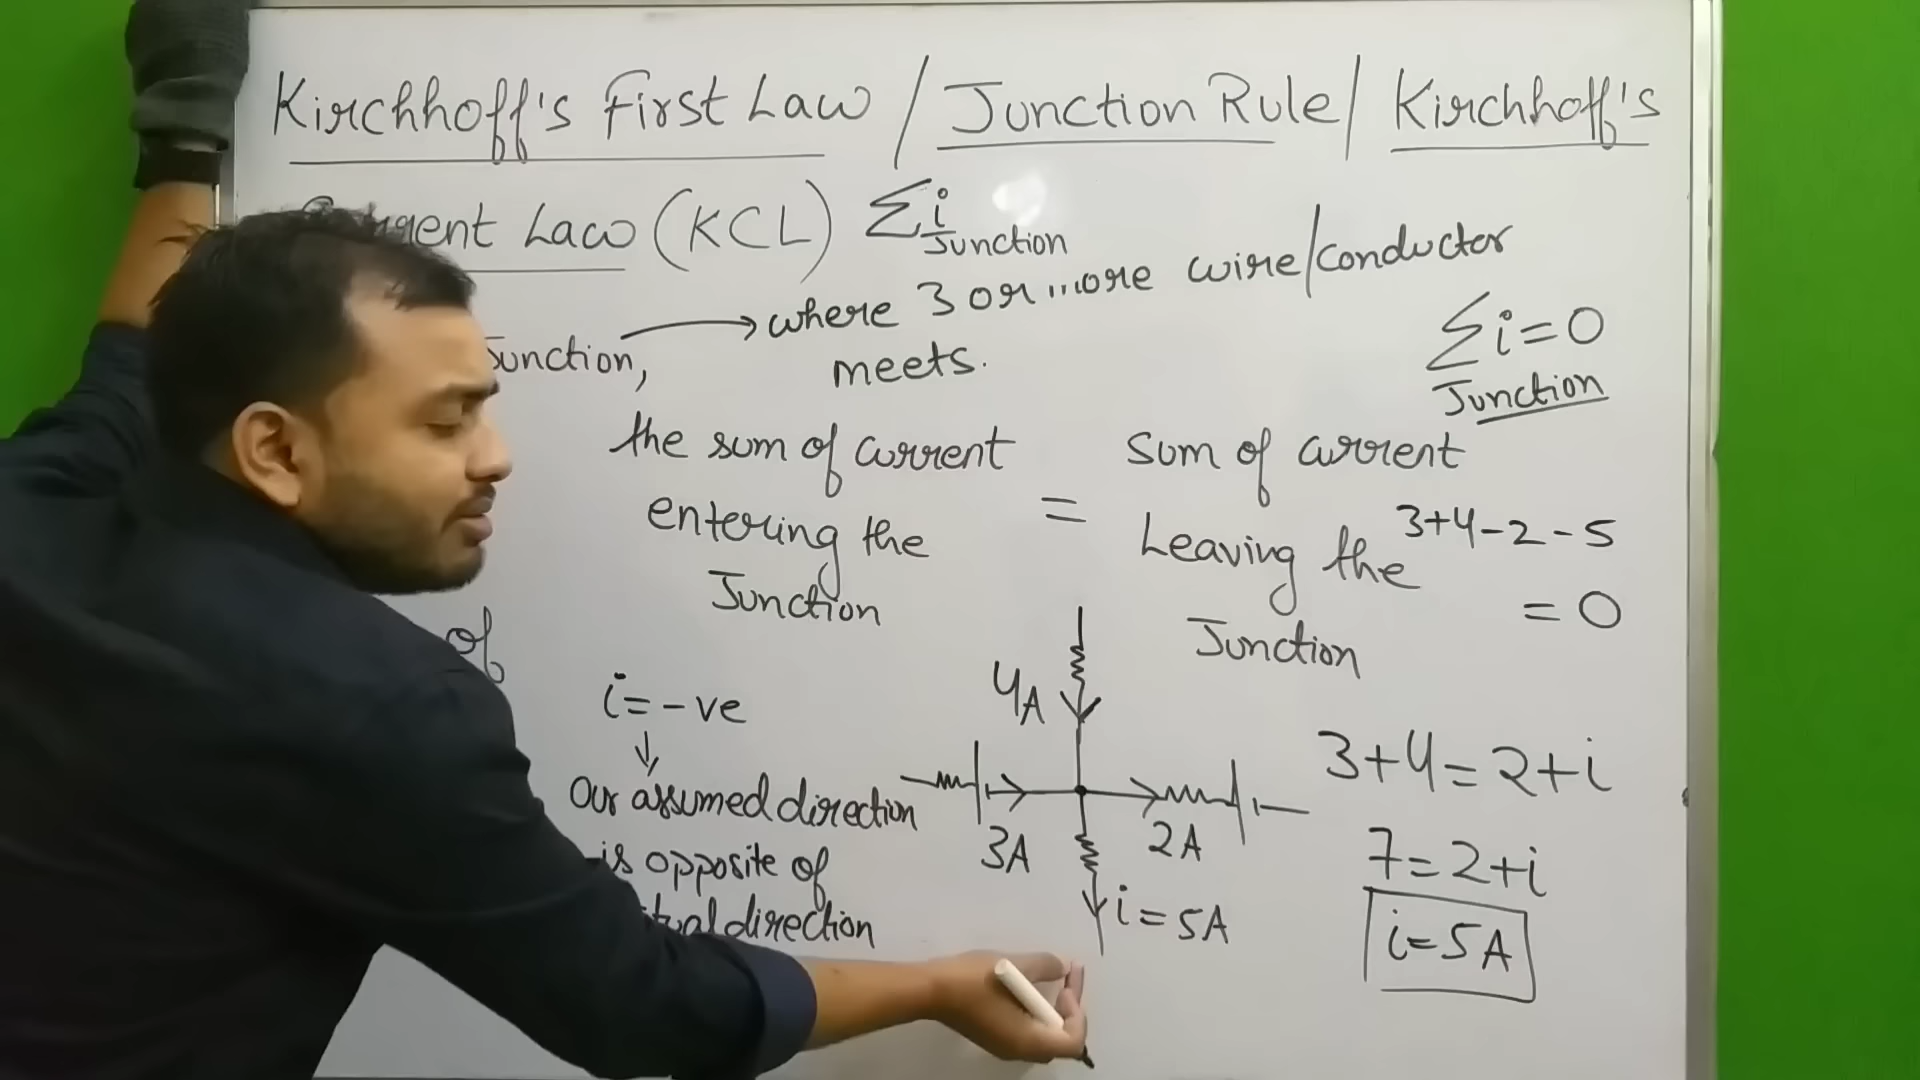 Kirchhoff's First Law / Junction Rule / Kirchhoff's
Law (KCL) Σi Junction
Junction, → where 3 or wire/conductor
meets.
Σi=0
Junction
the sum of current = sum of current
entering the Leaving the
Junction Junction
3+4-2-5
=0
of
i=-ve
↓
Our assumed direction
is opposite of
direction
4A
3A
2A
i=5A
3+4=2+i
7=2+i
i=5A